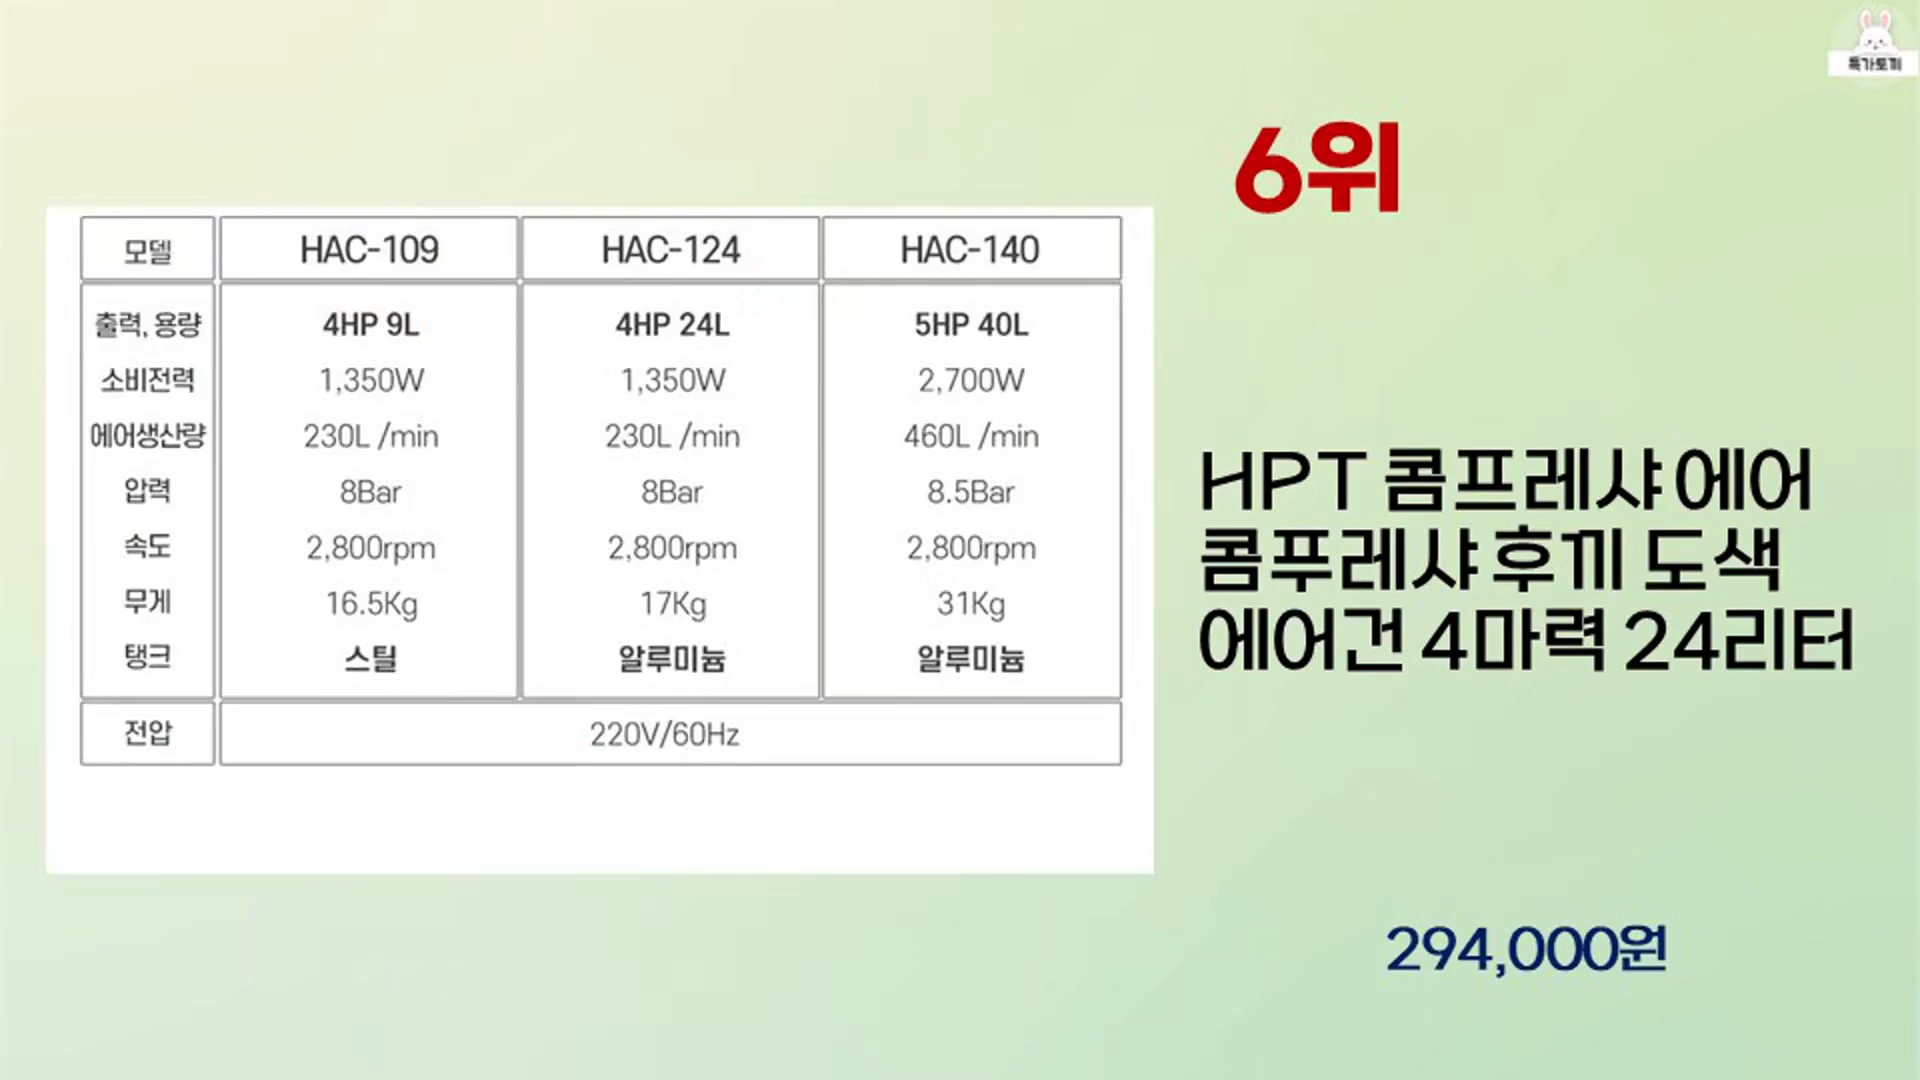 특가토끼
6위
모델 HAC-109 HAC-124 HAC-140
출력, 용량 4HP 9L 4HP 24L 5HP 40L
소비전력 1,350W 1,350W 2,700W
에어생산량 230L /min 230L /min 460L /min
압력 8Bar 8Bar 8.5Bar
속도 2,800rpm 2,800rpm 2,800rpm
무게 16.5Kg 17Kg 31Kg
탱크 스틸 알루미늄 알루미늄
전압 220V/60Hz
HPT 콤프레샤 에어
콤푸레샤 후끼 도색
에어건 4마력 24리터
294,000원